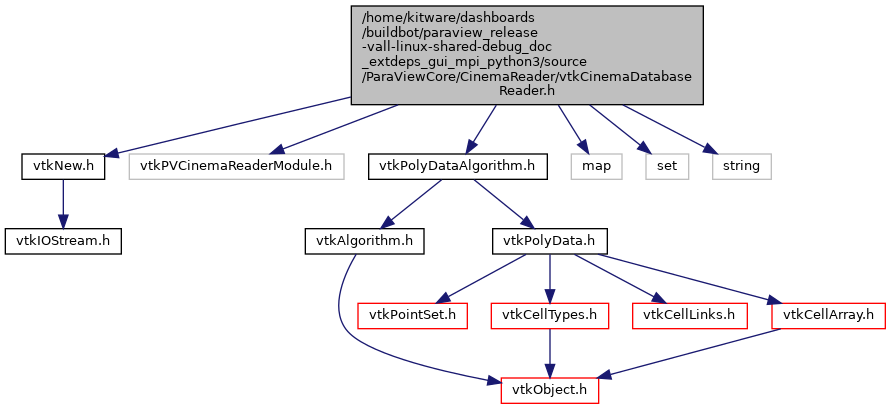 /home/kitware/dashboards
/buildbot/paraview_release
-vall-linux-shared-debug_doc
_extdeps_gui_mpi_python3/source
/ParaViewCore/CinemaReader/vtkCinemaDatabase
Reader.h
vtkNew.h
vtkPVCinemaReaderModule.h
vtkPolyDataAlgorithm.h
map
set
string
vtkIOStream.h
vtkAlgorithm.h
vtkPolyData.h
vtkPointSet.h
vtkCellTypes.h
vtkCellLinks.h
vtkCellArray.h
vtkObject.h